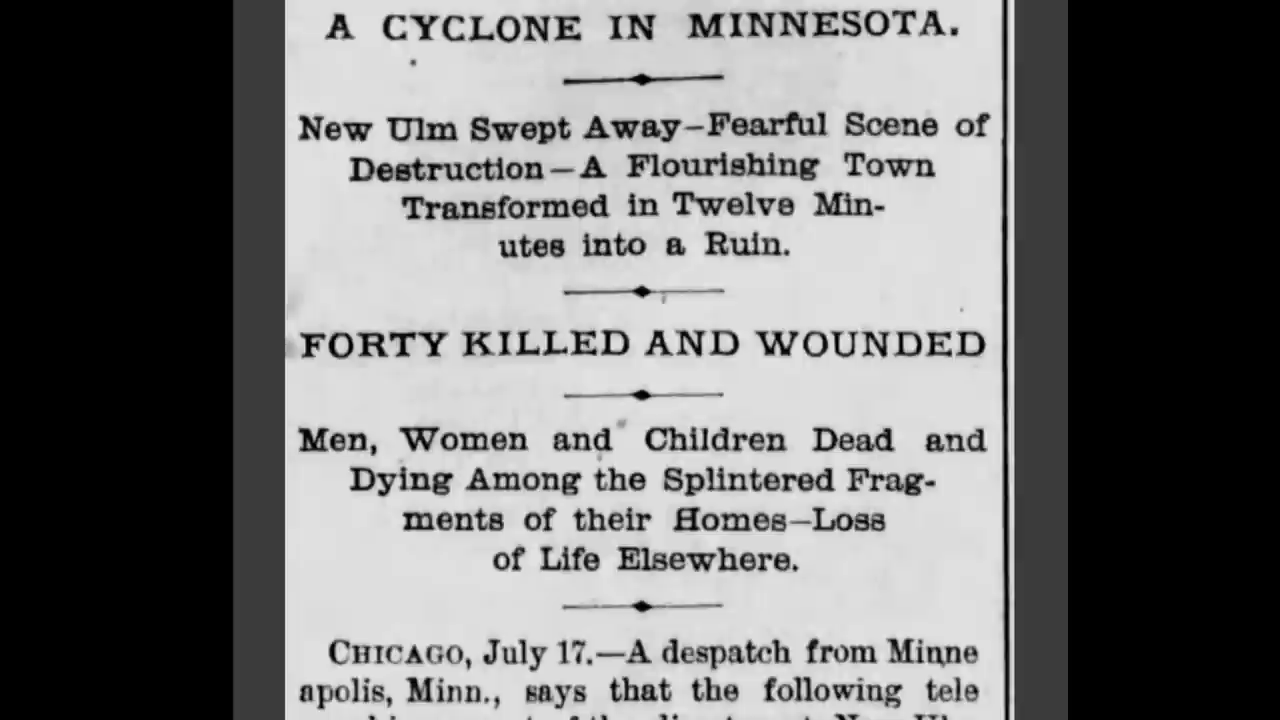 A CYCLONE IN MINNESOTA.
New Ulm Swept Away—Fearful Scene of
Destruction—A Flourishing Town
Transformed in Twelve Min-
utes into a Ruin.
FORTY KILLED AND WOUNDED
Men, Women and Children Dead and
Dying Among the Splintered Frag-
ments of their Homes—Loss
of Life Elsewhere.
CHICAGO, July 17.—A despatch from Minne
apolis, Minn., says that the following tele